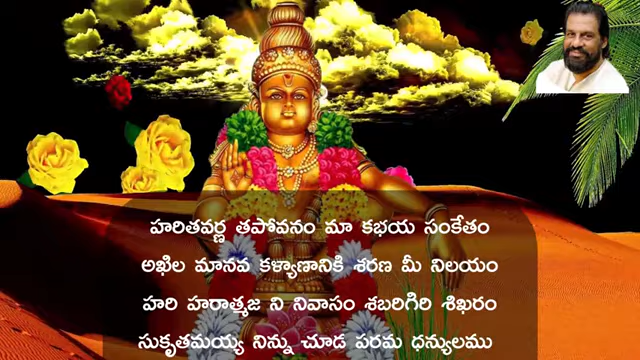 హరితవర్ణ తపోవనం మా కభయ సంకేతం
అఖిల మానవ కళ్యాణానికి శరణ మీ నిలయం
హరి హరాత్మజ ని నివాసం శబరిగిరి శిఖరం
సుకృతమయ్య నిన్ను చూడ పరమ ధన్యులము